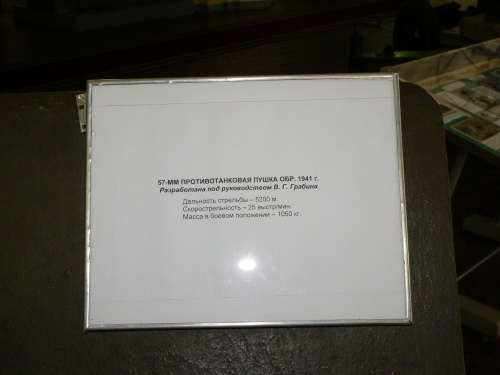 57-ММ ПРОТИВОТАНКОВАЯ ПУШКА ОБР. 1941 г.
Разработана под руководством В. Г. Грабина
Дальность стрельбы – 5200 м.
Скорострельность – 25 выстр/мин
Масса в боевом положении – 1050 кг.